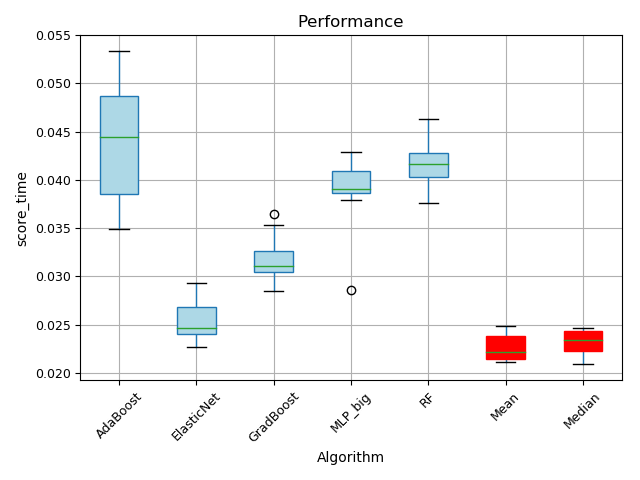 Performance
0.055
0.050
0.045
0.040
0.035
0.030
0.025
0.020
score_time
AdaBoost
ElasticNet
GradBoost
MLP_big
RF
Mean
Median
Algorithm